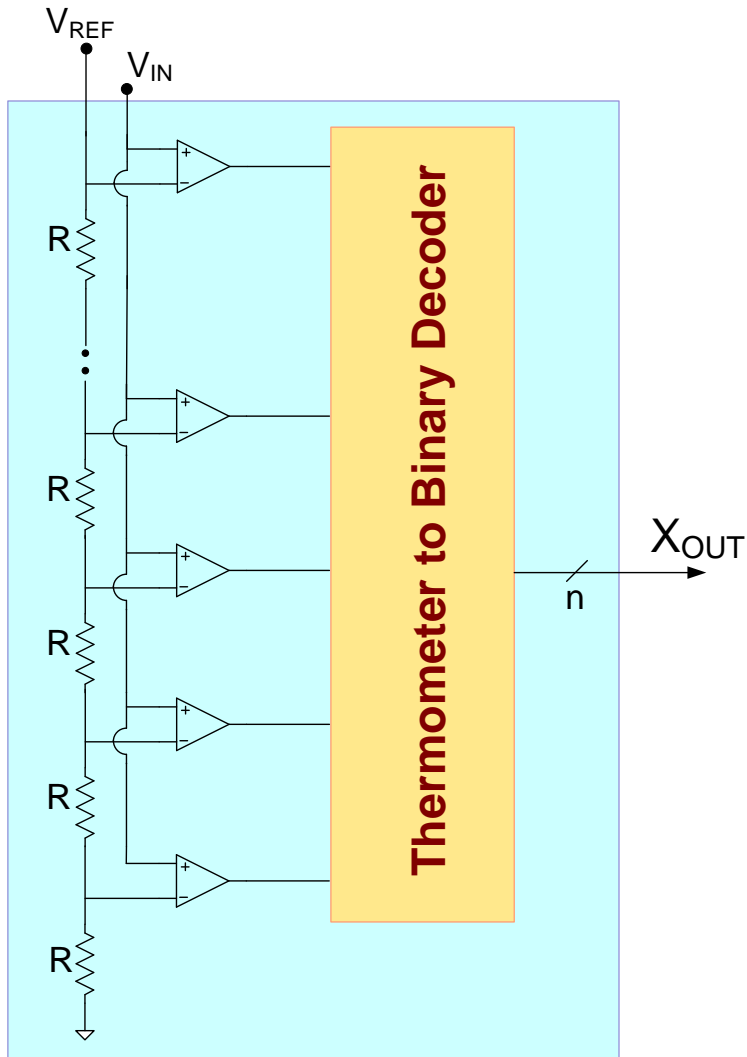 VREF
VIN
+
−
R
+
−
R
+
−
R
+
−
R
+
−
R
Thermometer to Binary Decoder
XOUT
n